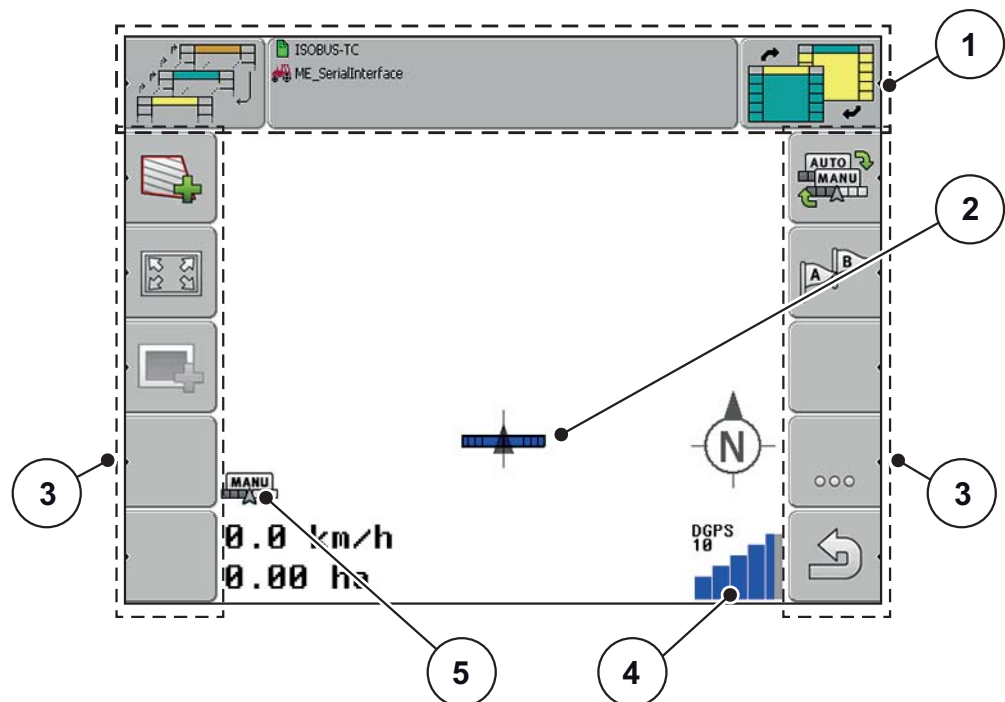 1
ISOBUS-TC
ME_SerialInterface
AUTO
MANU
2
A B
N
3
3
MANU
0.0 km/h
DGPS
10
0.00 ha
5
4